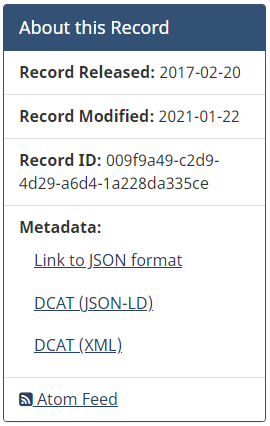 About this Record
Record Released: 2017-02-20
Record Modified: 2021-01-22
Record ID: 009f9a49-c2d9-
4d29-a6d4-1a228da335ce
Metadata:
Link to JSON format
DCAT (JSON-LD)
DCAT (XML)
Atom Feed